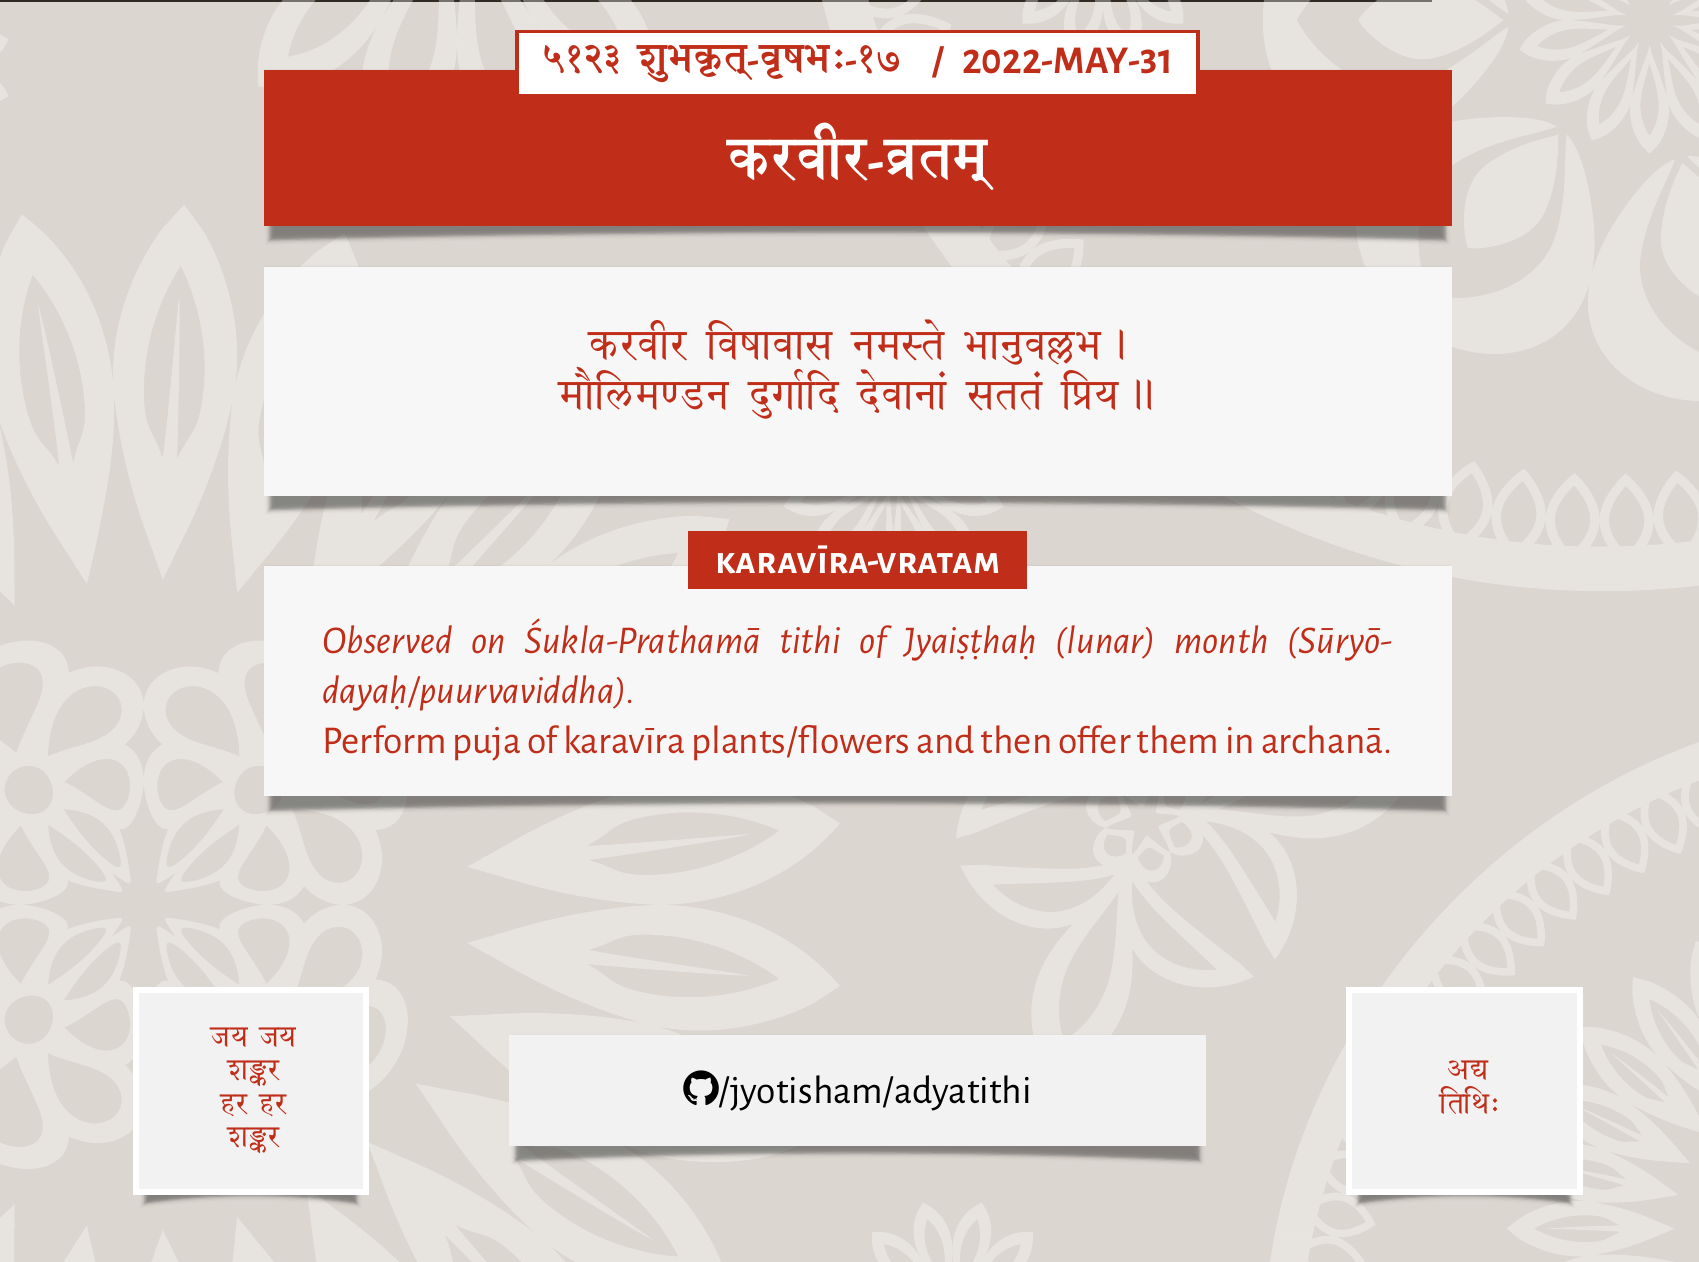 ५१२३ शुभकृत्-वृषभः-१७ / 2022-MAY-31
करवीर-व्रतम्
करवीर विषावास नमस्ते भानुवल्लभ ।
मौलिमण्डन दुर्गादि देवानां सततं प्रिय ॥
KARAVĪRA-VRATAM
Observed on Śukla-Prathamā tithi of Jyaiṣṭhaḥ (lunar) month (Sūryō-
dayaḥ/puurvaviddha).
Perform puja of karavīra plants/flowers and then offer them in archanā.
जय जय
शङ्कर
हर हर
शङ्कर
/jyotisham/adyatithi
अद्य
तिथिः